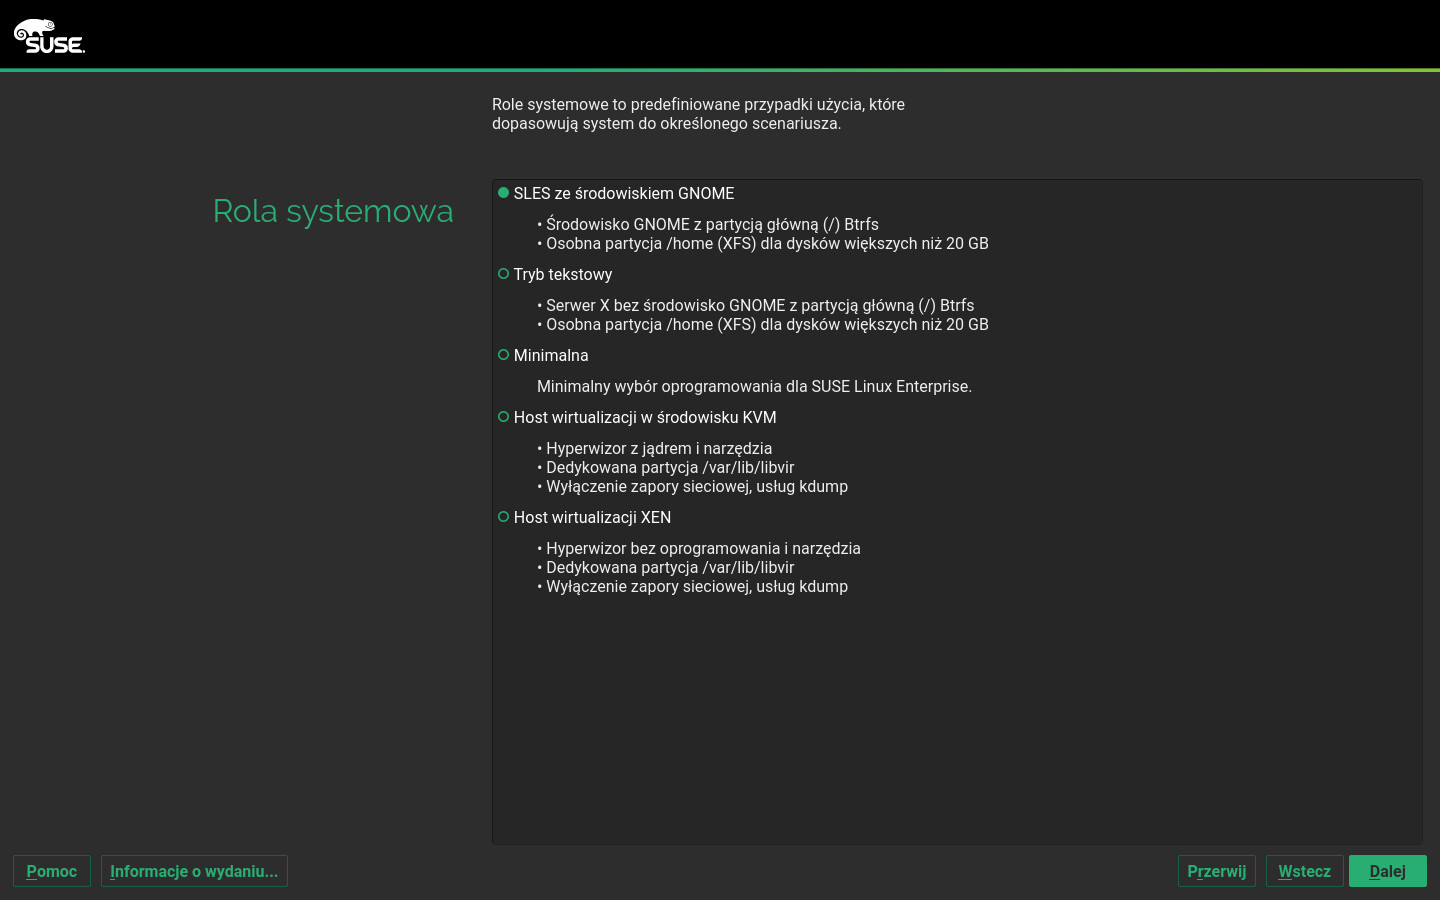 SUSE.
Role systemowe to predefiniowane przypadki użycia, które
dopasowują system do określonego scenariusza.
Rola systemowa
SLES ze środowiskiem GNOME
• Środowisko GNOME z partycją główną (/) Btrfs
• Osobna partycja /home (XFS) dla dysków większych niż 20 GB
Tryb tekstowy
• Serwer X bez środowisko GNOME z partycją główną (/) Btrfs
• Osobna partycja /home (XFS) dla dysków większych niż 20 GB
Minimalna
Minimalny wybór oprogramowania dla SUSE Linux Enterprise.
Host wirtualizacji w środowisku KVM
• Hyperwizor z jądrem i narzędzia
• Dedykowana partycja /var/lib/libvir
• Wyłączenie zapory sieciowej, usług kdump
Host wirtualizacji XEN
• Hyperwizor bez oprogramowania i narzędzia
• Dedykowana partycja /var/lib/libvir
• Wyłączenie zapory sieciowej, usług kdump
Pomoc
Informacje o wydaniu...
Przerwij
Wstecz
Dalej